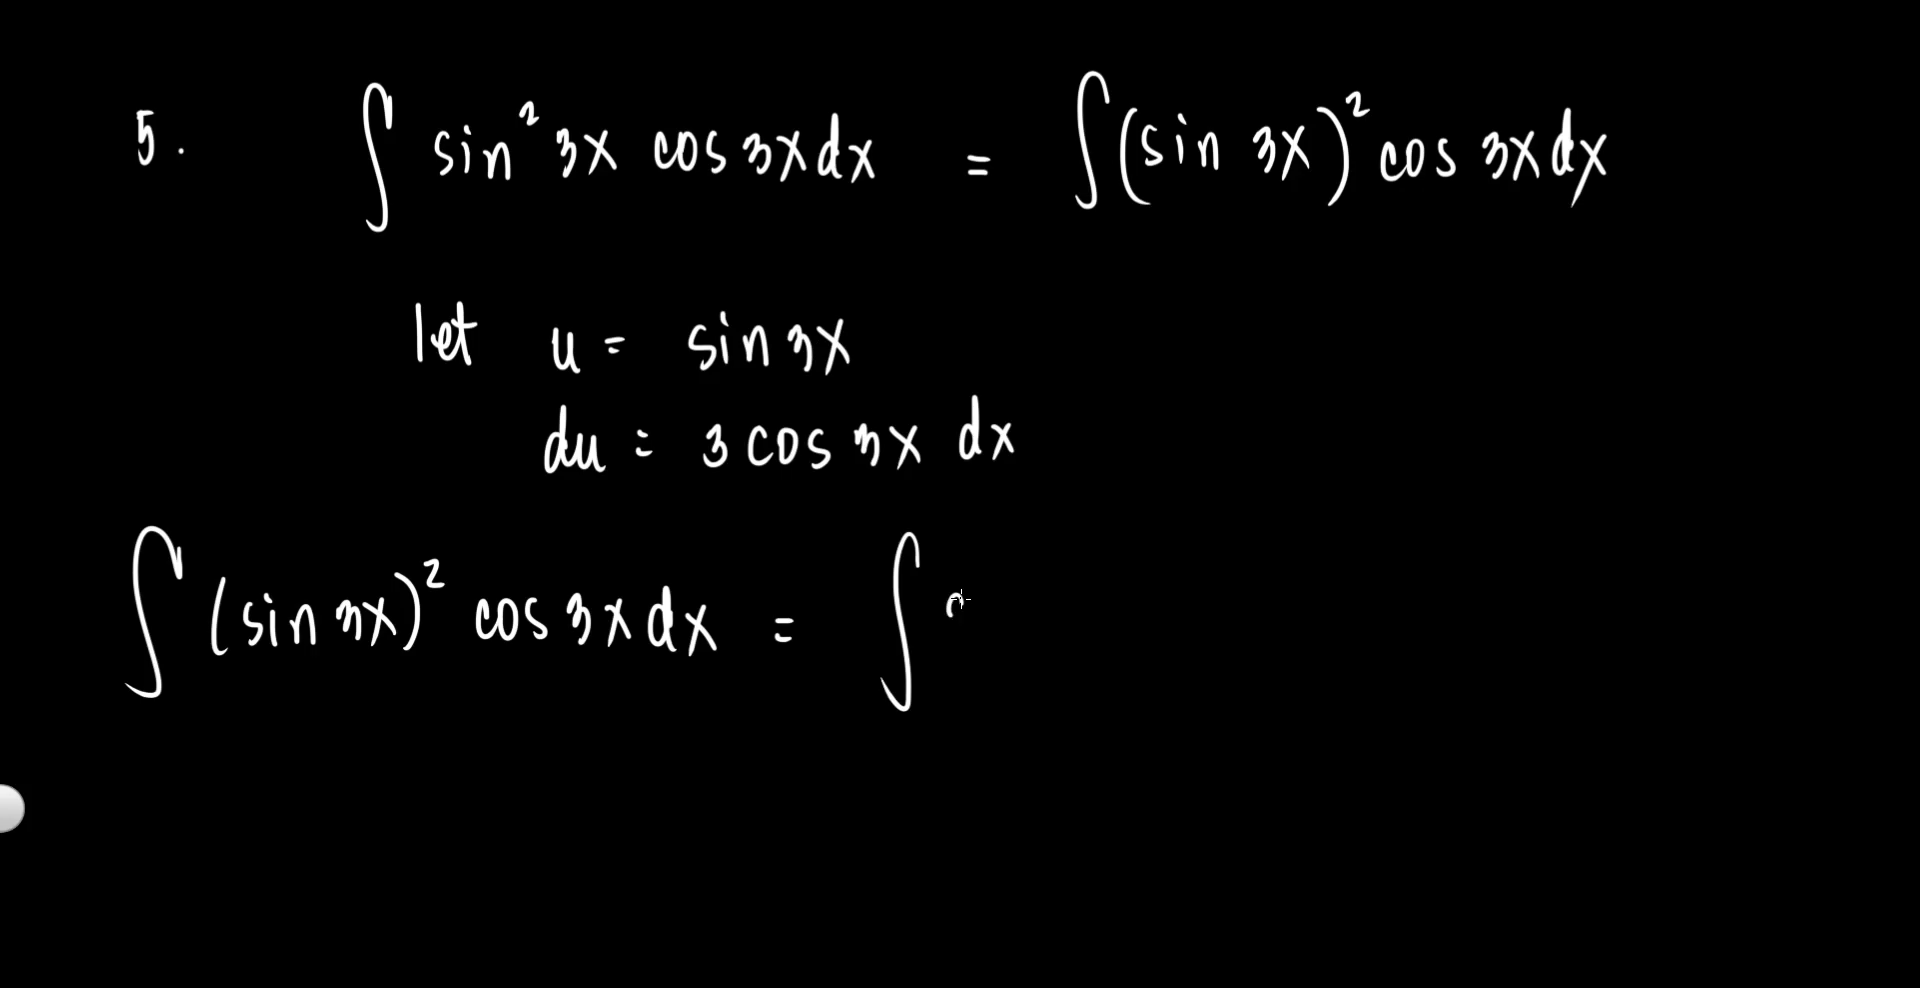 5. ∫ sin² 3x cos 3x dx = ∫ (sin 3x)² cos 3x dx
let u = sin 3x
du = 3 cos 3x dx
∫ (sin 3x)² cos 3x dx = ∫